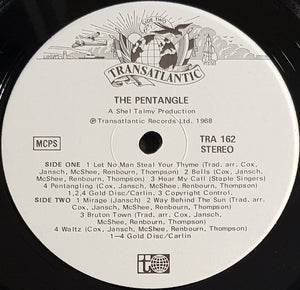 SIDE TWO
TRANSATLANTIC
THE PENTANGLE
A Shel Talmy Production
℗ Transatlantic Records Ltd. 1968
MCPS
TRA 162
STEREO
SIDE ONE 1 Let No Man Steal Your Thyme (Trad. arr. Cox,
Jansch, McShee, Renbourn, Thompson) 2 Bells (Cox, Jansch,
McShee, Renbourn, Thompson) 3 Hear My Call (Staple Singers)
4 Pentangling (Cox, Jansch, McShee, Renbourn, Thompson)
1,2,4 Gold Disc/Carlin 3 Copyright Control.
SIDE TWO 1 Mirage (Jansch) 2 Way Behind The Sun (Trad. arr.
Cox, Jansch, McShee, Renbourn, Thompson)
3 Bruton Town (Trad. arr. Cox, Jansch, McShee,
Renbourn, Thompson)
4 Waltz (Cox, Jansch, McShee, Renbourn, Thompson)
1—4 Gold Disc/Carlin
t